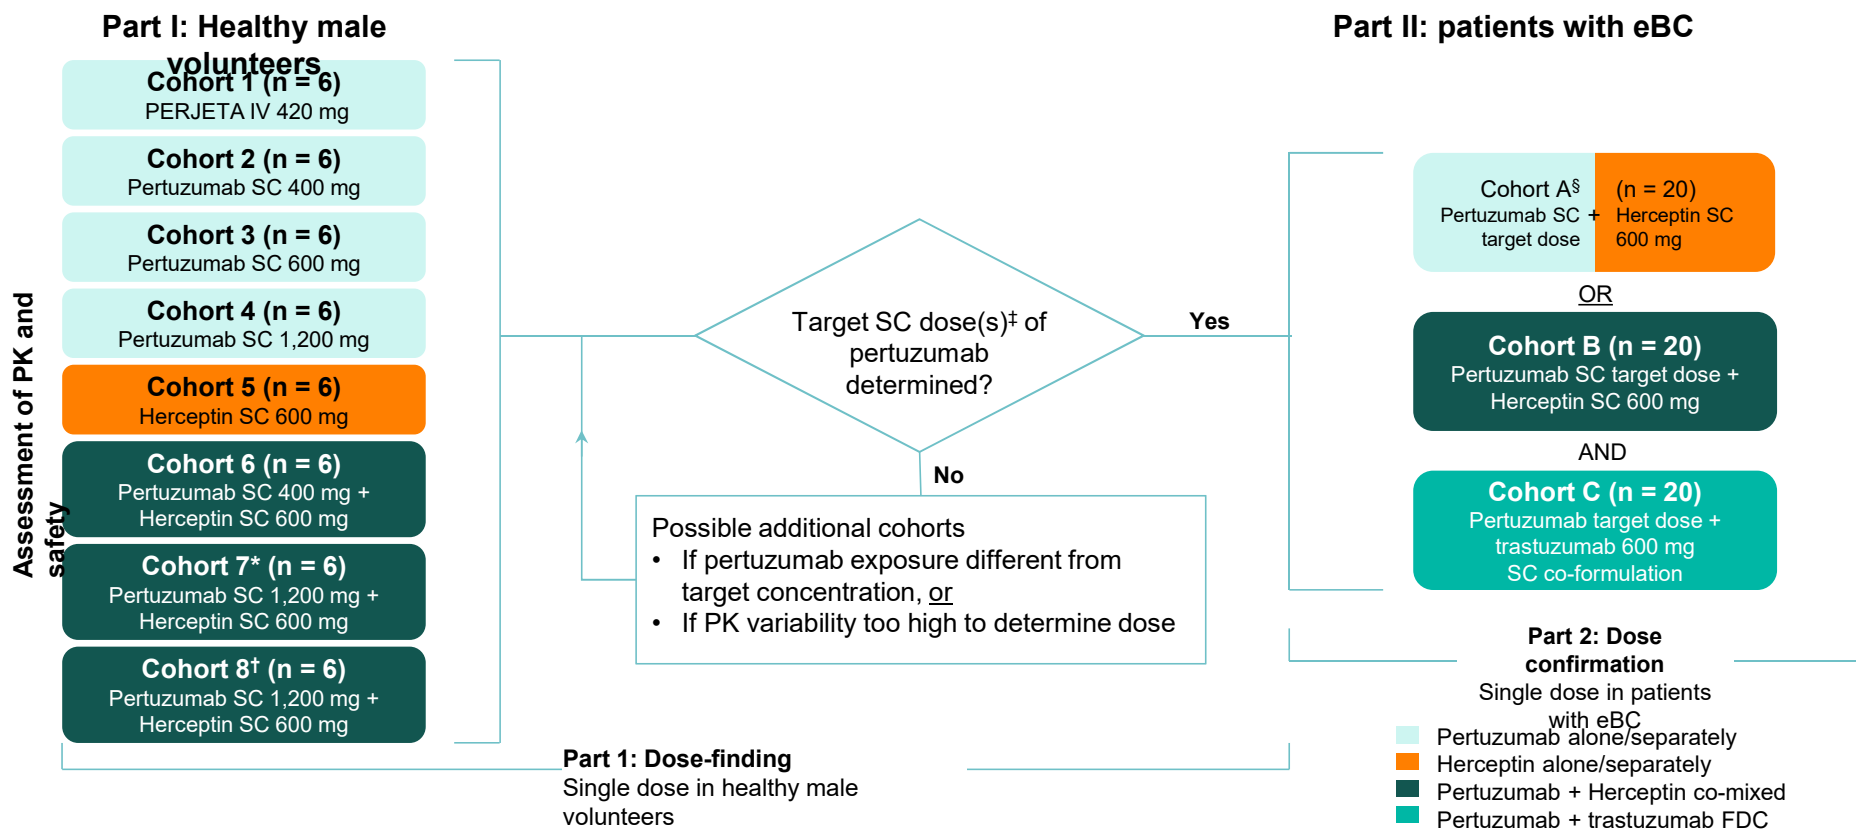 Part I: Healthy male
volunteers
Part II: patients with eBC
Assessment of PK and
safety
Cohort 1 (n = 6)
PERJETA IV 420 mg
Cohort 2 (n = 6)
Pertuzumab SC 400 mg
Cohort 3 (n = 6)
Pertuzumab SC 600 mg
Cohort 4 (n = 6)
Pertuzumab SC 1,200 mg
Cohort 5 (n = 6)
Herceptin SC 600 mg
Cohort 6 (n = 6)
Pertuzumab SC 400 mg +
Herceptin SC 600 mg
Cohort 7* (n = 6)
Pertuzumab SC 1,200 mg +
Herceptin SC 600 mg
Cohort 8† (n = 6)
Pertuzumab SC 1,200 mg +
Herceptin SC 600 mg
Target SC dose(s)‡ of
pertuzumab
determined?
Yes
No
Possible additional cohorts
• If pertuzumab exposure different from
target concentration, or
• If PK variability too high to determine dose
Cohort A§ (n = 20)
Pertuzumab SC + Herceptin SC
target dose 600 mg
OR
Cohort B (n = 20)
Pertuzumab SC target dose +
Herceptin SC 600 mg
AND
Cohort C (n = 20)
Pertuzumab target dose +
trastuzumab 600 mg
SC co-formulation
Part 1: Dose-finding
Single dose in healthy male
volunteers
Part 2: Dose
confirmation
Single dose in patients
with eBC
Pertuzumab alone/separately
Herceptin alone/separately
Pertuzumab + Herceptin co-mixed
Pertuzumab + trastuzumab FDC